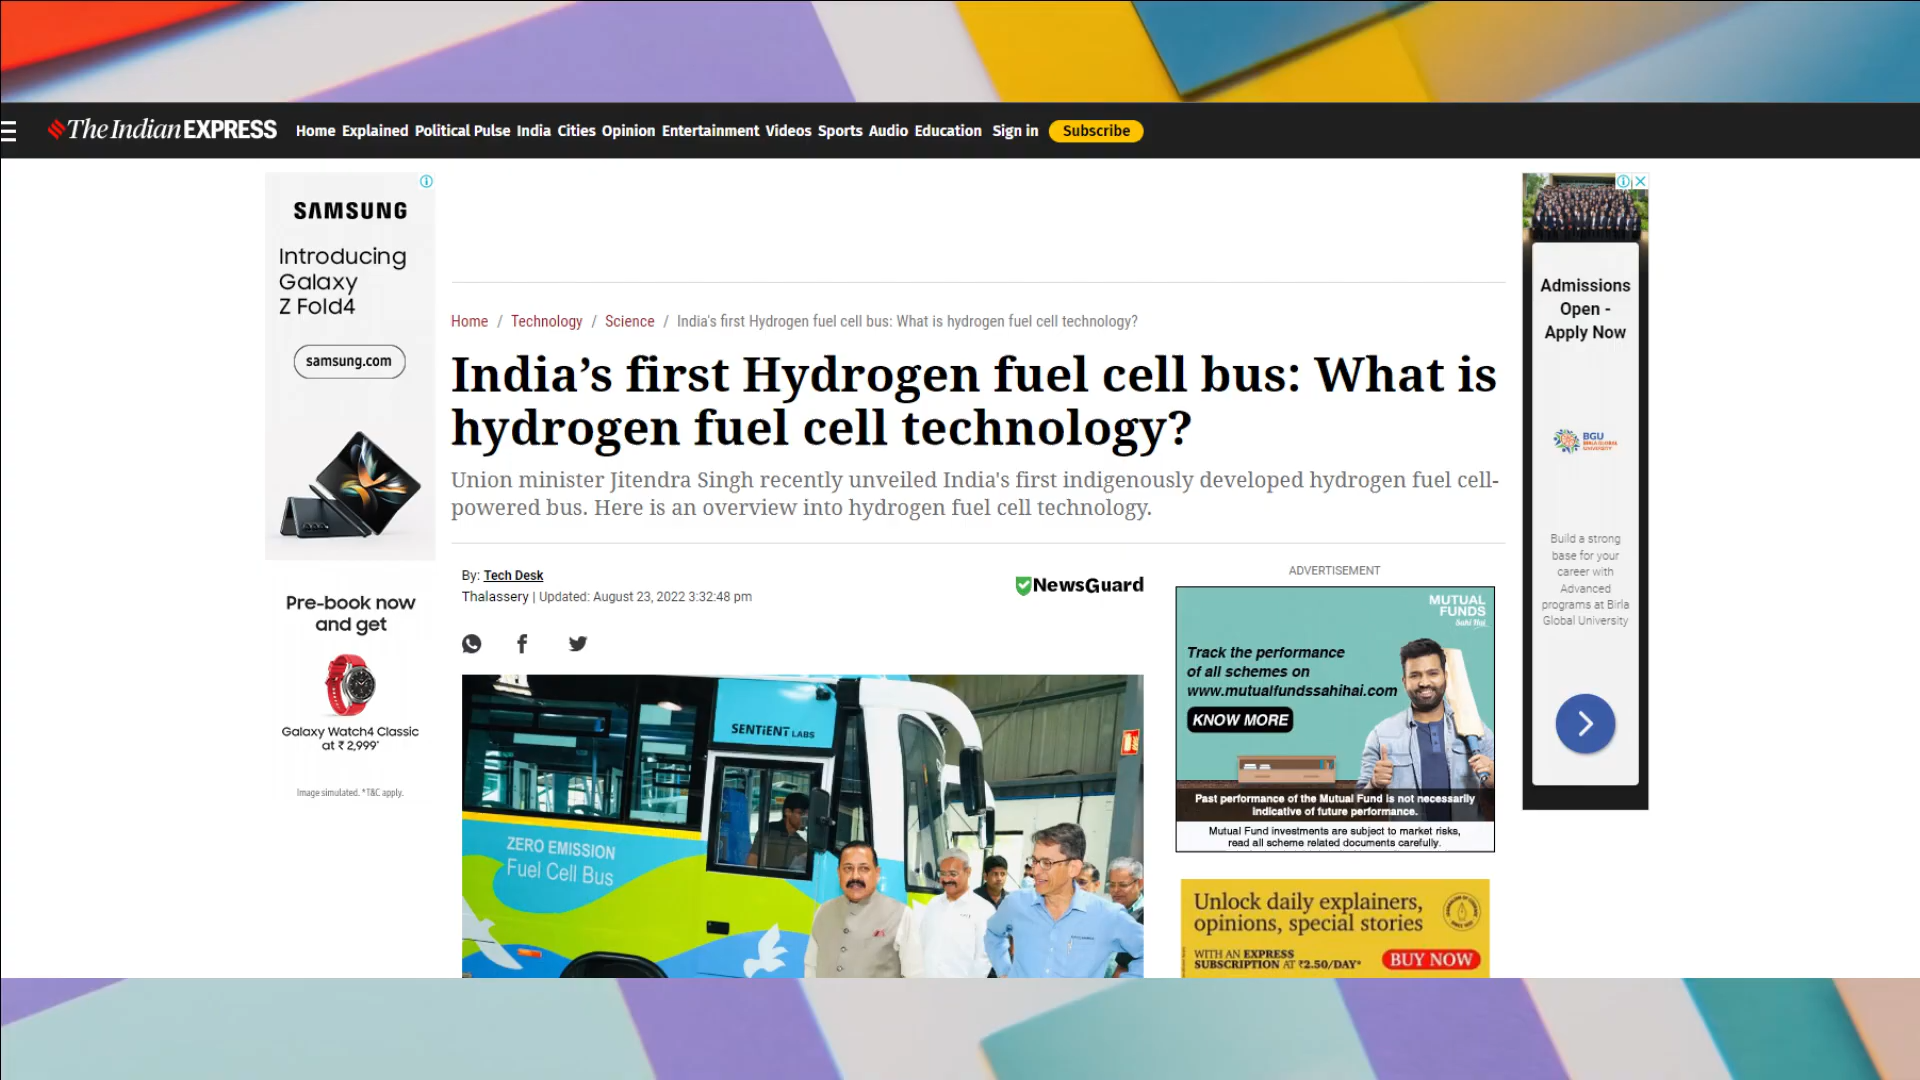 The Indian EXPRESS
Home Explained Political Pulse India Cities Opinion Entertainment Videos Sports Audio Education Sign in Subscribe
SAMSUNG
Introducing
Galaxy
Z Fold4
samsung.com
Pre-book now
and get
Galaxy Watch4 Classic
at ₹ 2,999*
Image simulated. *T&C apply.
Home / Technology / Science / India's first Hydrogen fuel cell bus: What is hydrogen fuel cell technology?
India’s first Hydrogen fuel cell bus: What is
hydrogen fuel cell technology?
Union minister Jitendra Singh recently unveiled India's first indigenously developed hydrogen fuel cell-
powered bus. Here is an overview into hydrogen fuel cell technology.
By: Tech Desk
Thalassery | Updated: August 23, 2022 3:32:48 pm
NewsGuard
SENTIENT LABS
ZERO EMISSION
Fuel Cell Bus
ADVERTISEMENT
MUTUAL
FUNDS
Sahi Hai
Track the performance
of all schemes on
www.mutualfundssahihai.com
KNOW MORE
Past performance of the Mutual Fund is not necessarily
indicative of future performance.
Mutual Fund investments are subject to market risks,
read all scheme related documents carefully.
Unlock daily explainers,
opinions, special stories
WITH AN EXPRESS
SUBSCRIPTION AT ₹2.50/DAY*
BUY NOW
Admissions
Open -
Apply Now
BGU
BIRLA GLOBAL
UNIVERSITY
Build a strong
base for your
career with
Advanced
programs at Birla
Global University